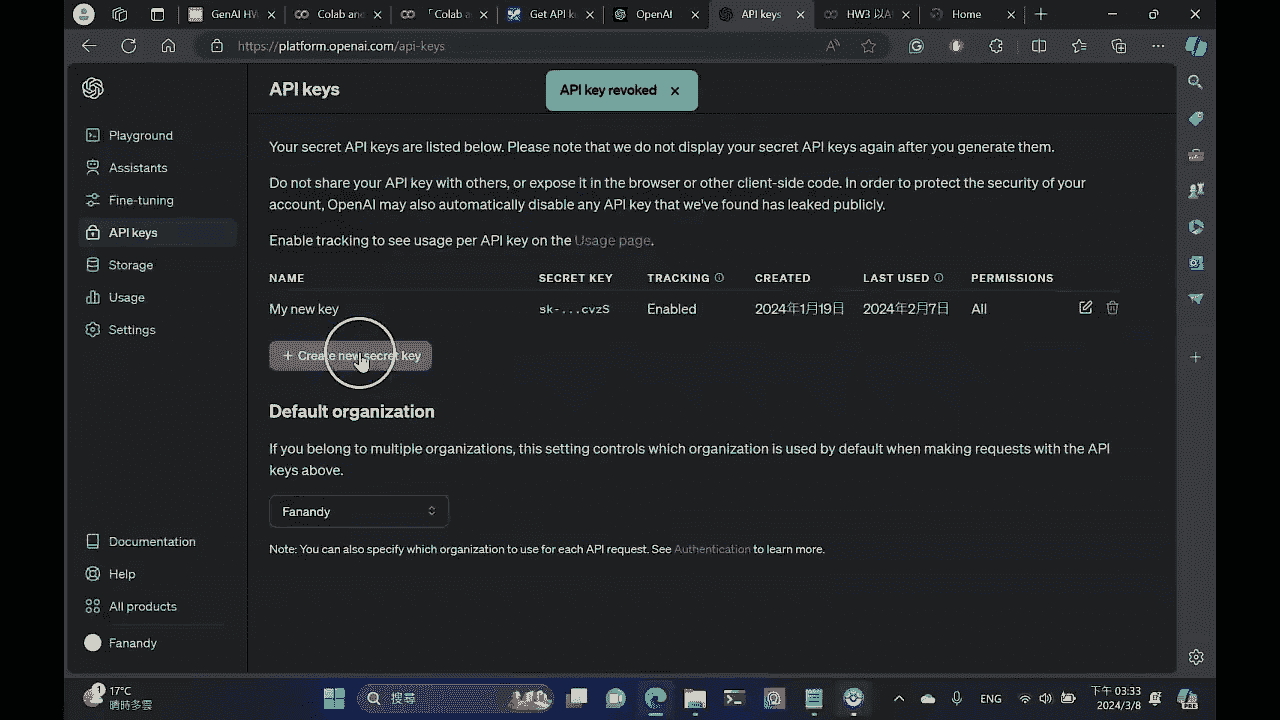 GenAI HW
Colab and
「Colab a
Get API k
OpenAI
API keys
HW3 以A
Home
https://platform.openai.com/api-keys
API keys
API key revoked
Playground
Assistants
Fine-tuning
API keys
Storage
Usage
Settings
Your secret API keys are listed below. Please note that we do not display your secret API keys again after you generate them.
Do not share your API key with others, or expose it in the browser or other client-side code. In order to protect the security of your
account, OpenAI may also automatically disable any API key that we've found has leaked publicly.
Enable tracking to see usage per API key on the Usage page.
NAME SECRET KEY TRACKING CREATED LAST USED PERMISSIONS
My new key sk-...cvzS Enabled 2024年1月19日 2024年2月7日 All
+ Create new secret key
Default organization
If you belong to multiple organizations, this setting controls which organization is used by default when making requests with the API
keys above.
Fanandy
Note: You can also specify which organization to use for each API request. See Authentication to learn more.
Documentation
Help
All products
Fanandy
1
17°C
搜尋
ENG
下午 03:33
2024/3/8